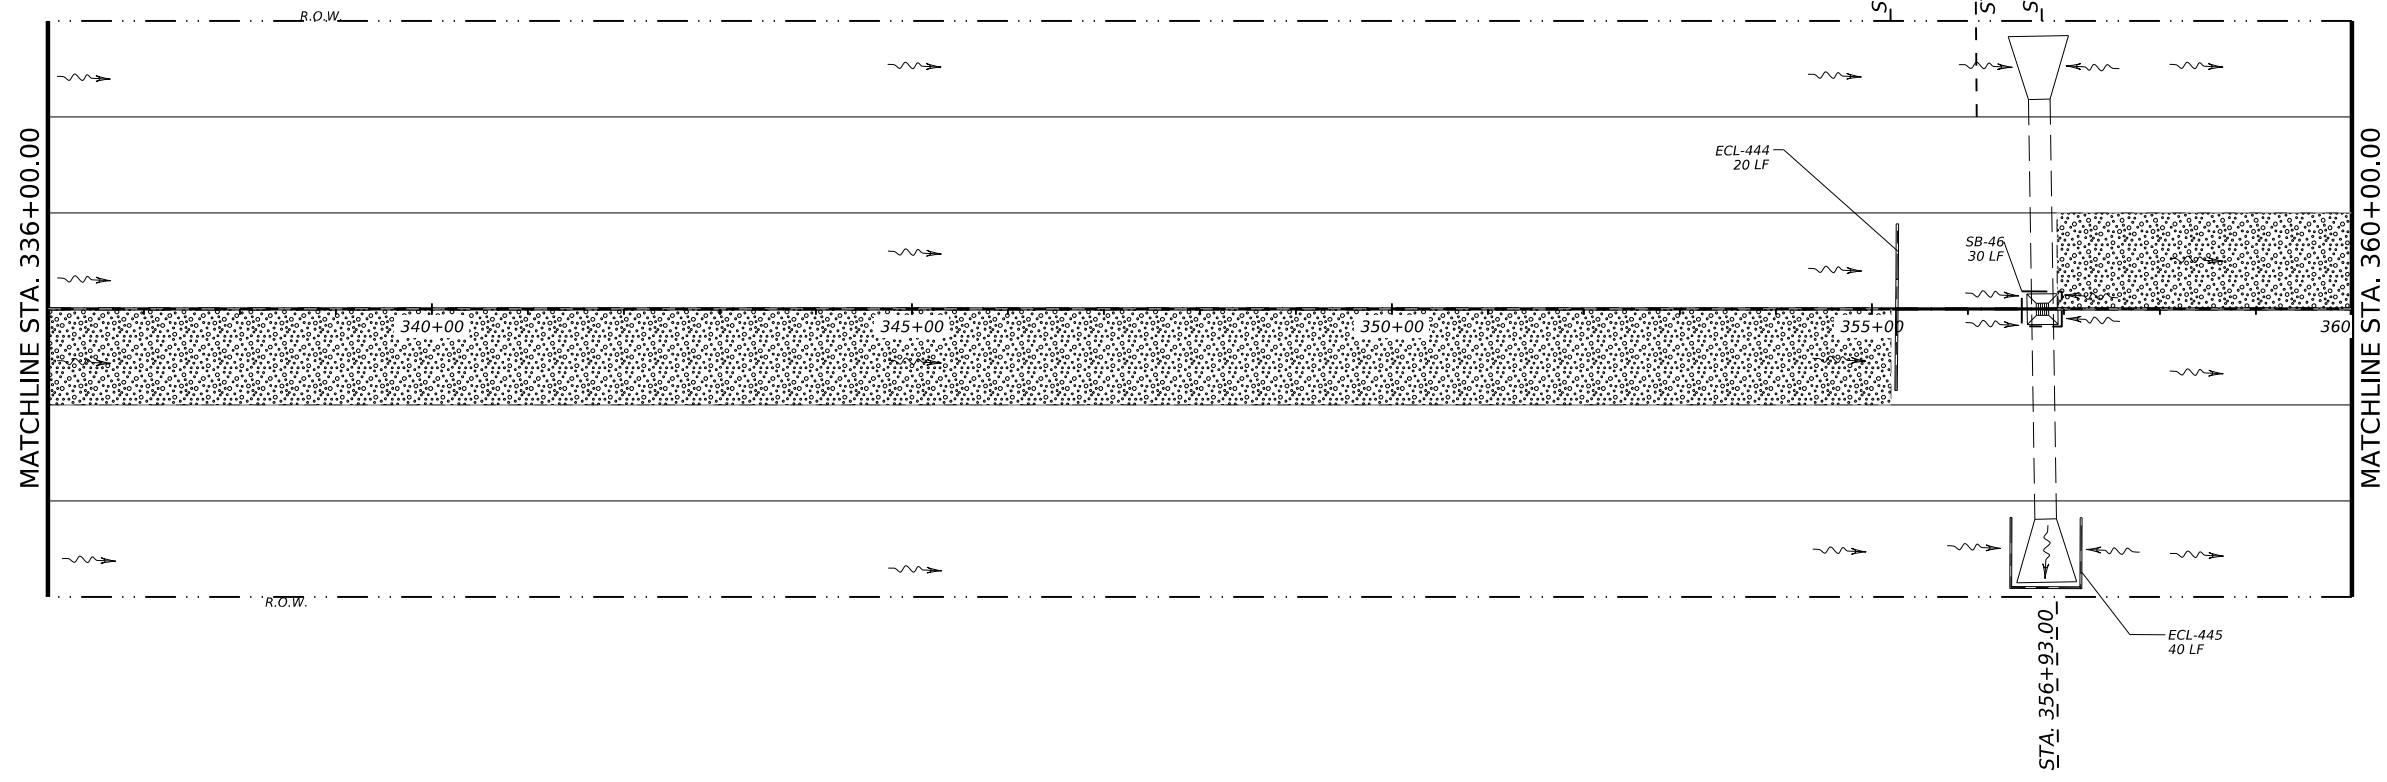 R.O.W.
MATCHLINE STA. 336+00.00
ECL-444
20 LF
SB-46
30 LF
340+00
345+00
350+00
355+00
360
MATCHLINE STA. 360+00.00
R.O.W.
STA. 356+93.00
ECL-445
40 LF